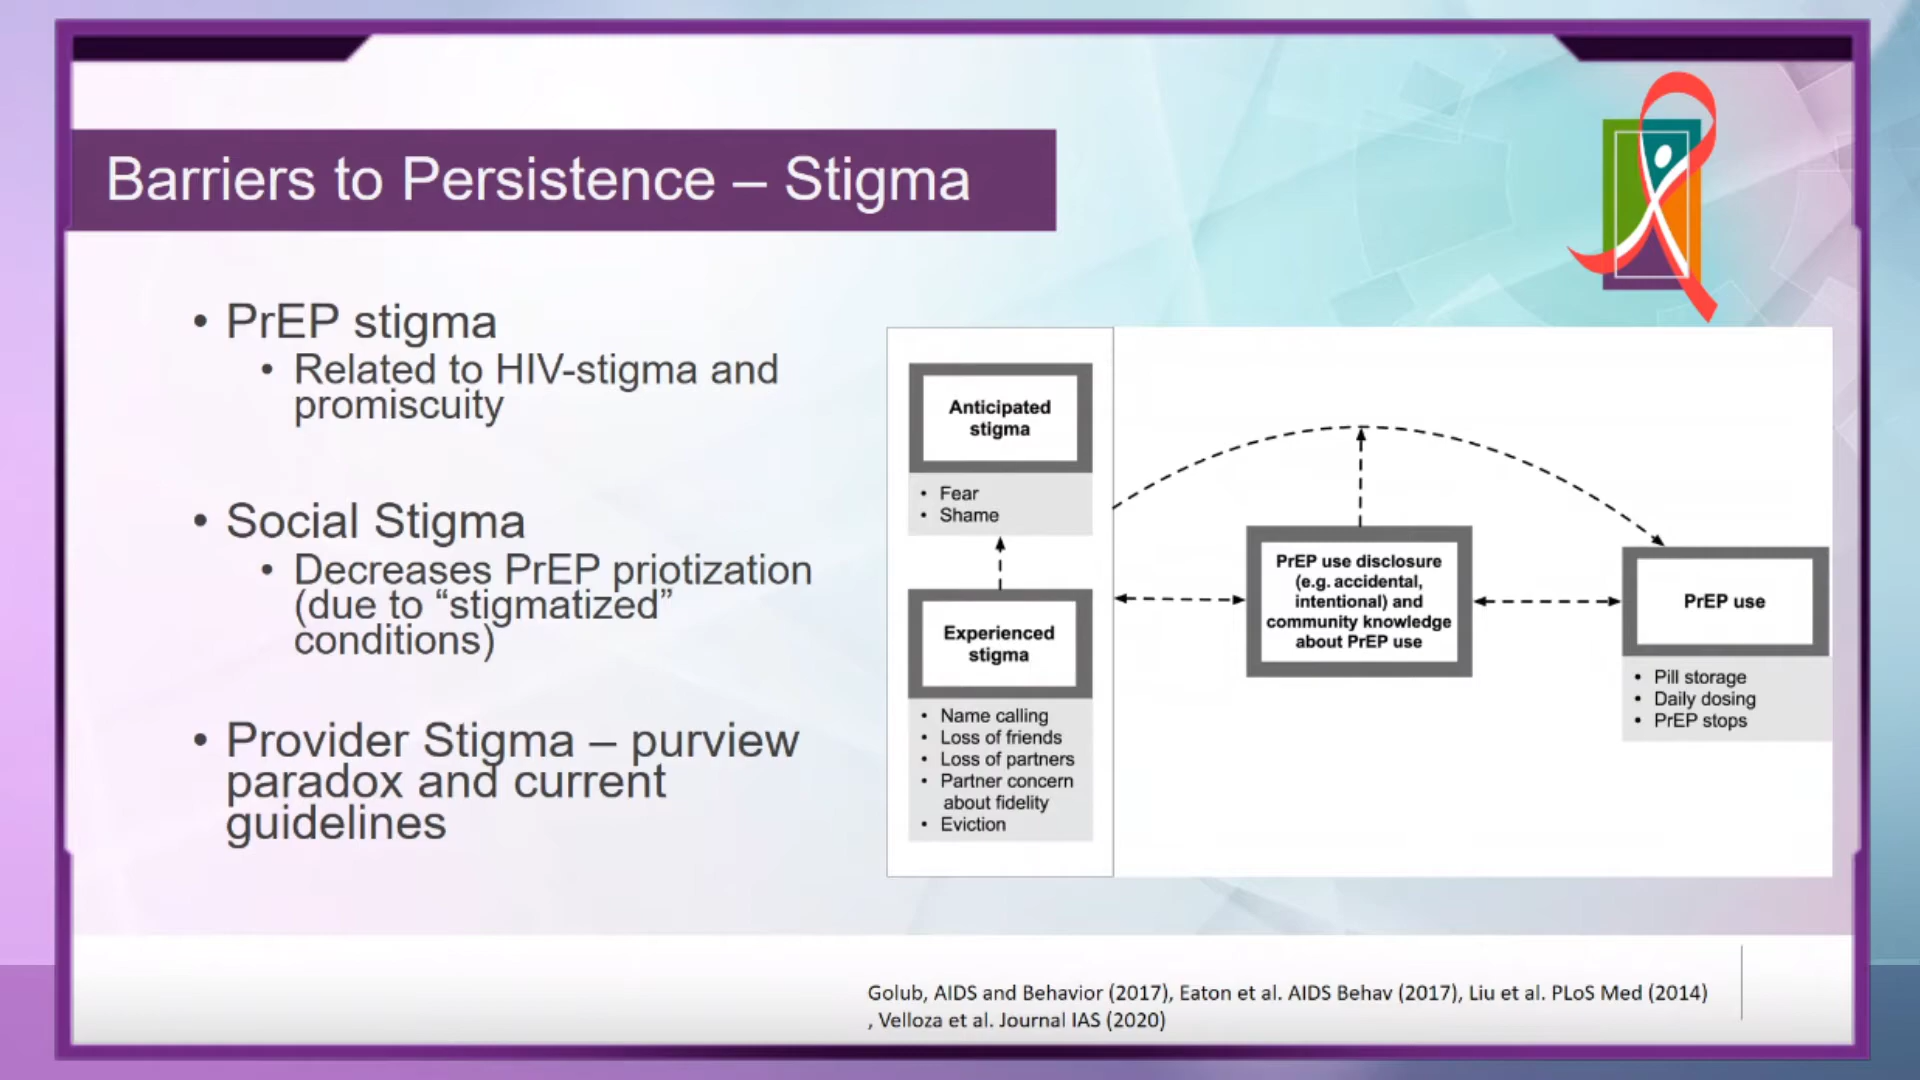 Barriers to Persistence – Stigma
• PrEP stigma
• Related to HIV-stigma and
promiscuity
• Social Stigma
• Decreases PrEP priotization
(due to “stigmatized”
conditions)
• Provider Stigma – purview
paradox and current
guidelines
Anticipated
stigma
• Fear
• Shame
Experienced
stigma
• Name calling
• Loss of friends
• Loss of partners
• Partner concern
about fidelity
• Eviction
PrEP use disclosure
(e.g. accidental,
intentional) and
community knowledge
about PrEP use
PrEP use
• Pill storage
• Daily dosing
• PrEP stops
Golub, AIDS and Behavior (2017), Eaton et al. AIDS Behav (2017), Liu et al. PLoS Med (2014)
, Velloza et al. Journal IAS (2020)